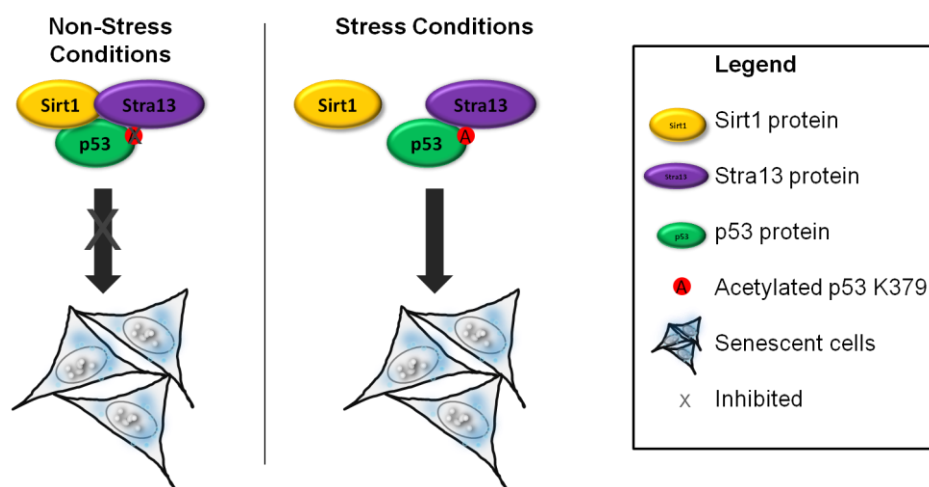 Non-Stress
Conditions
Sirt1
Stra13
A
p53
X
Stress Conditions
Sirt1
Stra13
A
p53
Legend
Sirt1 Sirt1 protein
Stra13 Stra13 protein
p53 p53 protein
A Acetylated p53 K379
Senescent cells
x Inhibited